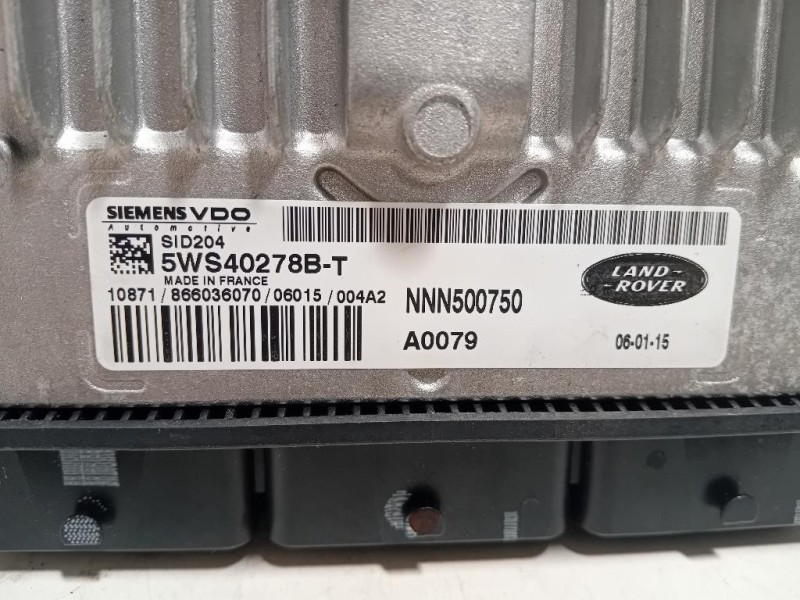 SIEMENS VDO
Automotive
SID204
5WS40278B-T
MADE IN FRANCE
10871 / 866036070 / 06015 / 004A2
NNN500750
A0079
LAND-
-ROVER
06-01-15